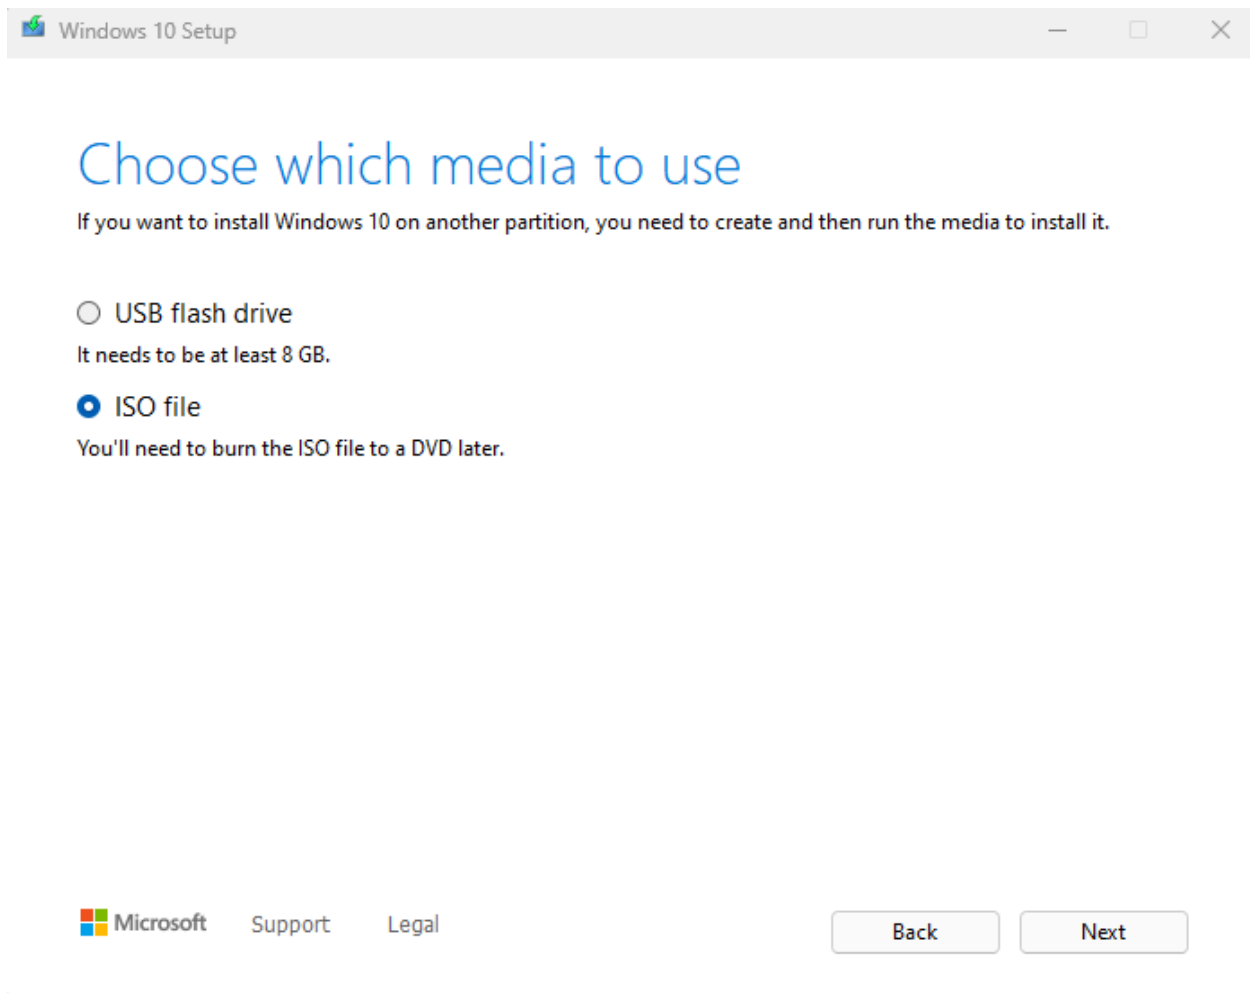 Windows 10 Setup
Choose which media to use
If you want to install Windows 10 on another partition, you need to create and then run the media to install it.
USB flash drive
It needs to be at least 8 GB.
ISO file
You'll need to burn the ISO file to a DVD later.
Microsoft Support Legal Back Next